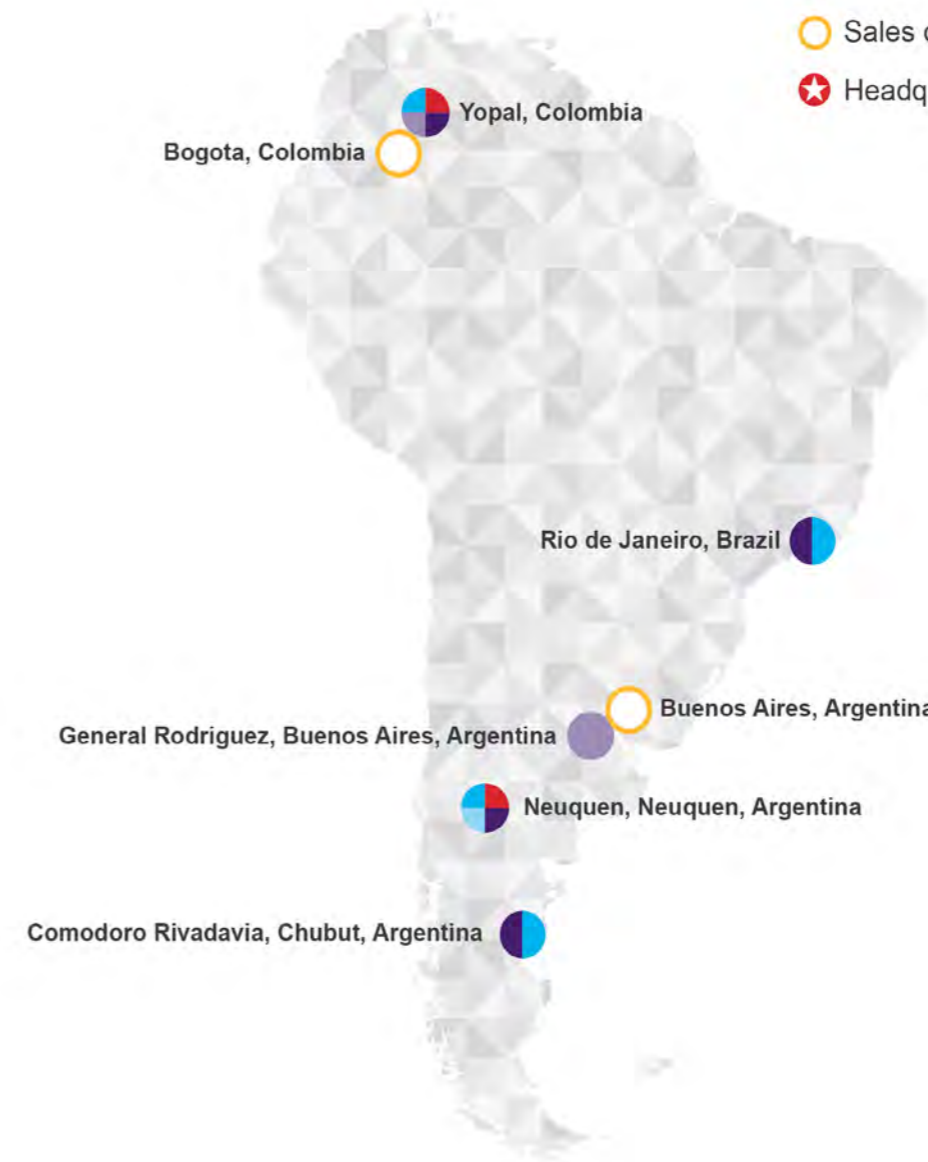 Sales
Headq
Yopal, Colombia
Bogota, Colombia
Rio de Janeiro, Brazil
Buenos Aires, Argentina
General Rodriguez, Buenos Aires, Argentina
Neuquen, Neuquen, Argentina
Comodoro Rivadavia, Chubut, Argentina